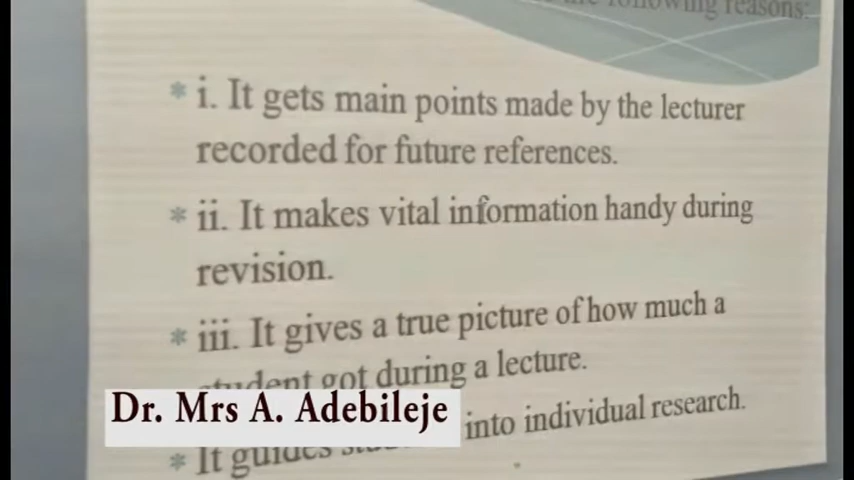 following reasons:
* i. It gets main points made by the lecturer
recorded for future references.
* ii. It makes vital information handy during
revision.
* iii. It gives a true picture of how much a
student got during a lecture.
Dr. Mrs A. Adebileje
* It guides into individual research.